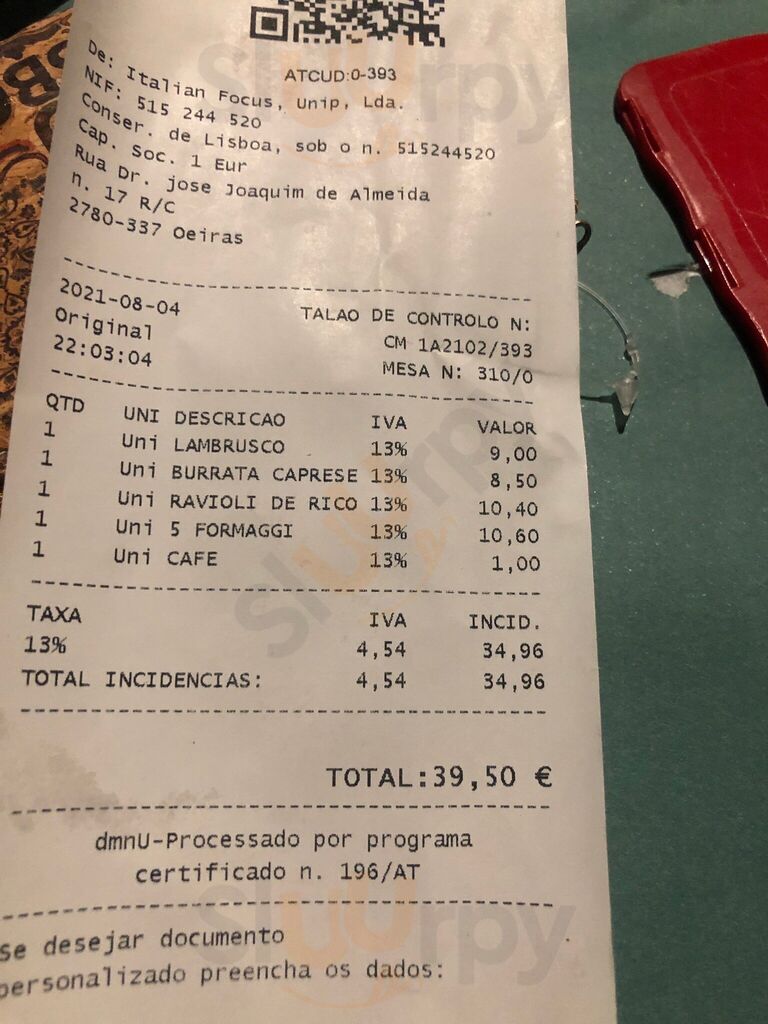 ATCUD:0-393
De: Italian Focus, Unip, Lda.
NIF: 515 244 520
Conser. de Lisboa, sob o n. 515244520
Cap. Soc. 1 Eur
Rua Dr. jose Joaquim de Almeida
n. 17 R/C
2780-337 Oeiras
2021-08-04 TALAO DE CONTROLO N:
Original CM 1A2102/393
22:03:04 MESA N: 310/0
QTD UNI DESCRICAO IVA VALOR
1 Uni LAMBRUSCO 13% 9,00
1 Uni BURRATA CAPRESE 13% 8,50
1 Uni RAVIOLI DE RICO 13% 10,40
1 Uni 5 FORMAGGI 13% 10,60
1 Uni CAFE 13% 1,00
TAXA IVA INCID.
13% 4,54 34,96
TOTAL INCIDENCIAS: 4,54 34,96
TOTAL:39,50 €
dmnU-Processado por programa
certificado n. 196/AT
se desejar documento
personalizado preencha os dados:
sluurpy
sluurpy
sluurpy